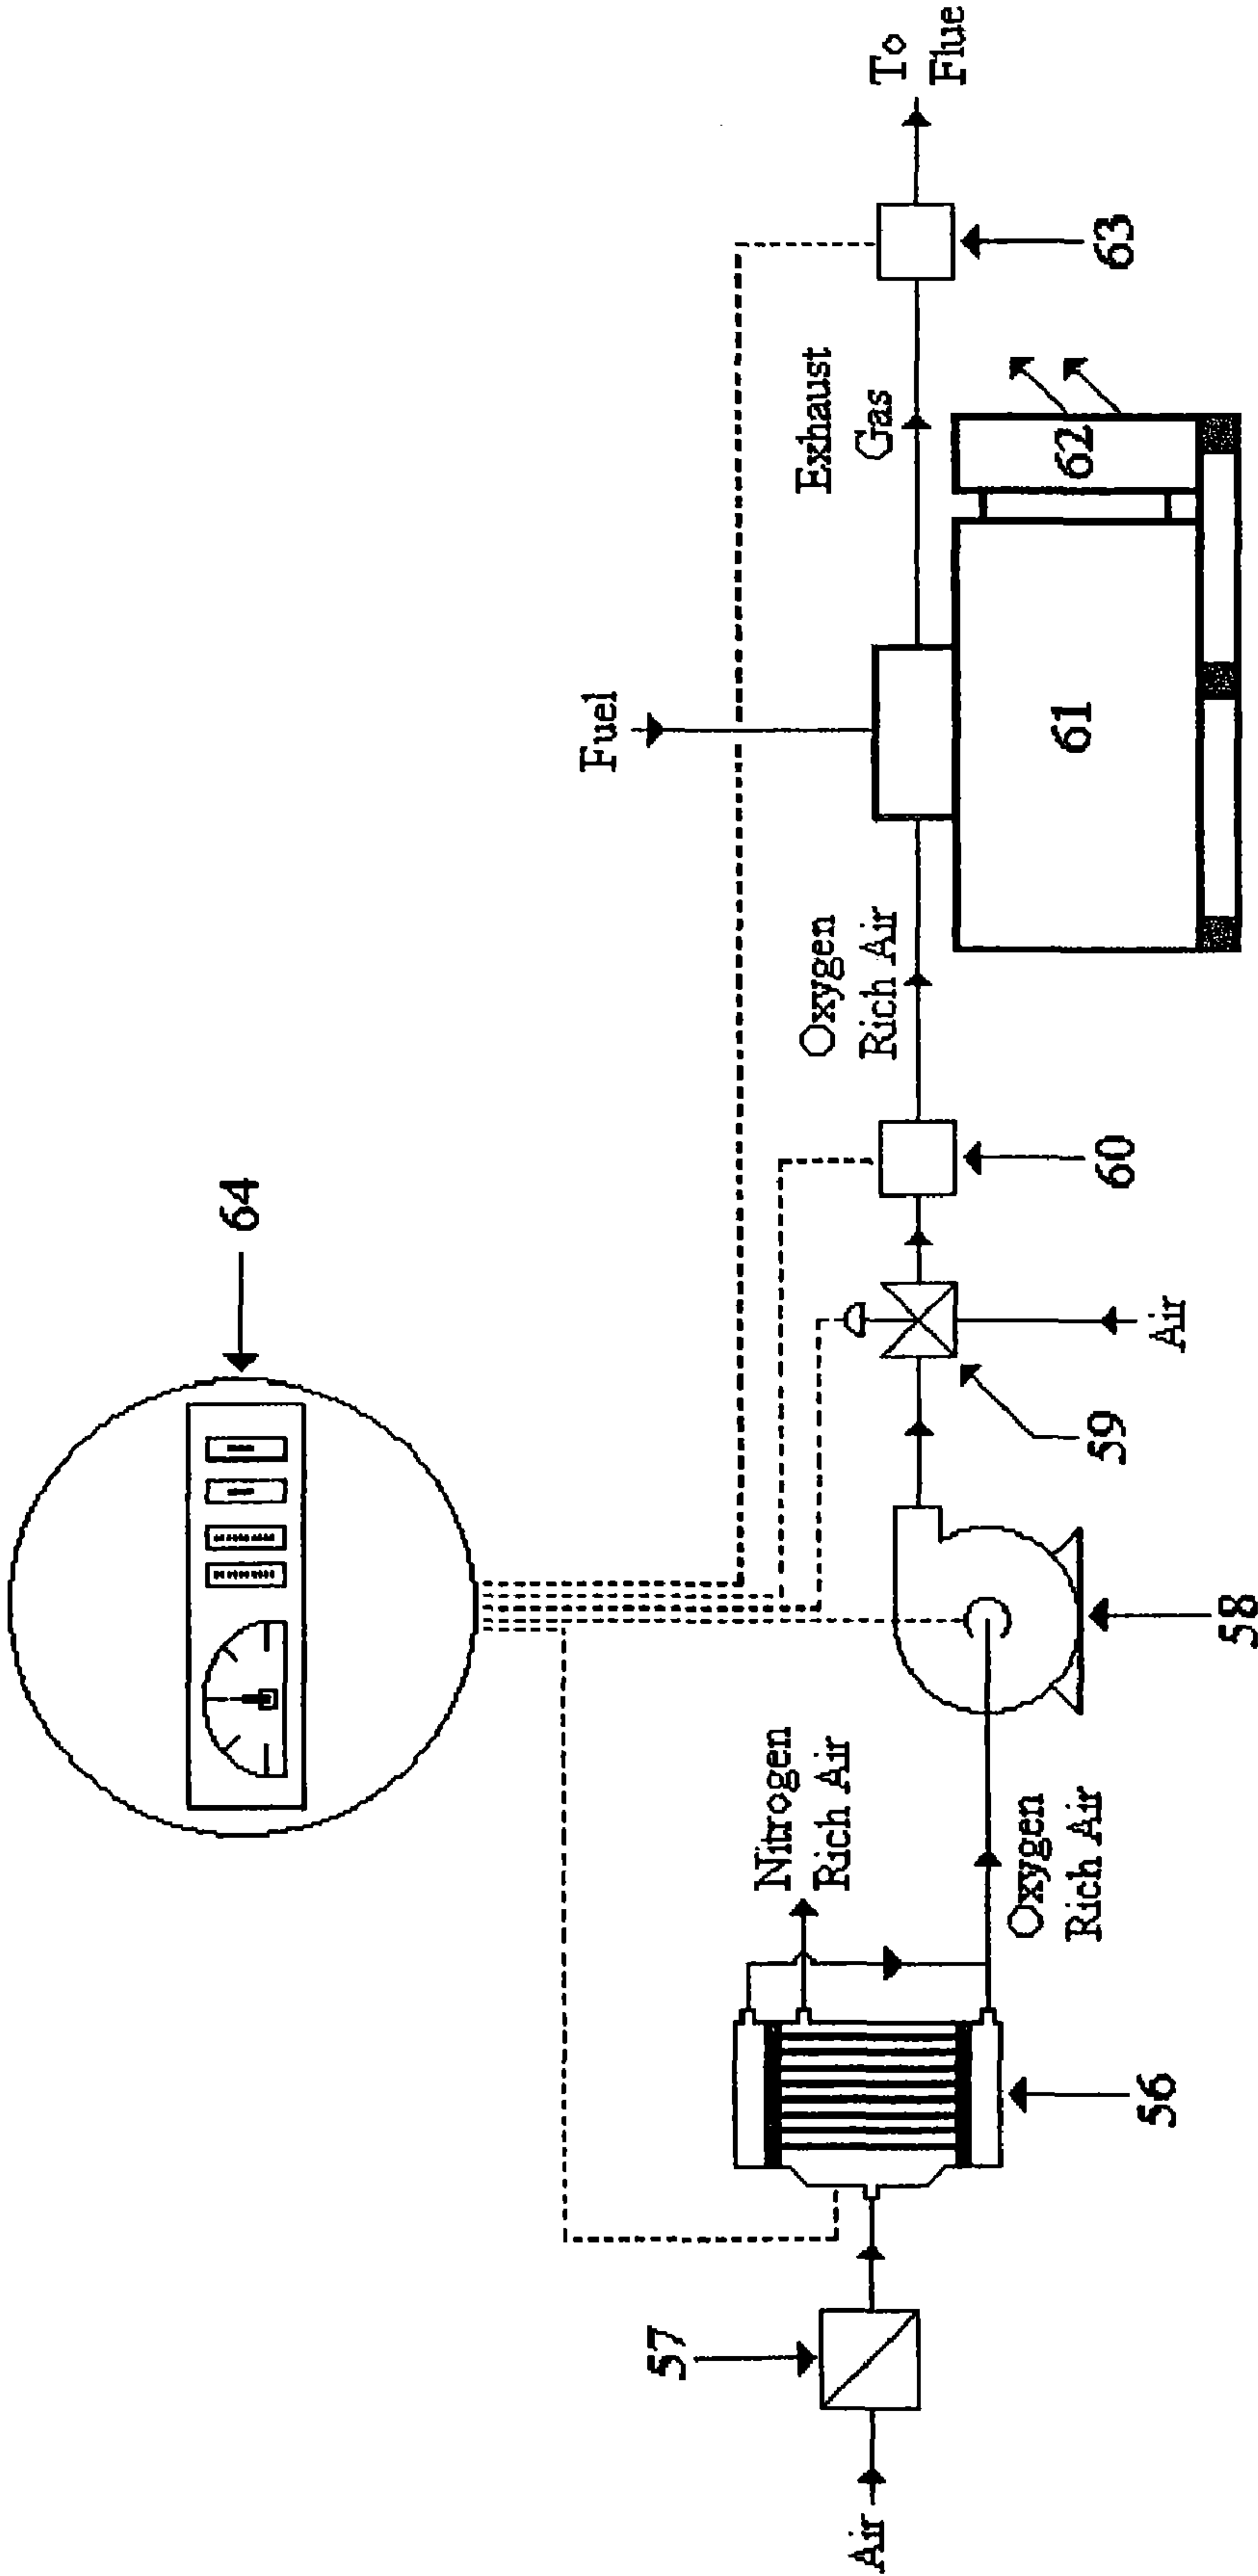 64
Fuel
To
Flue
Exhaust
Gas
63
62
61
Oxygen
Rich Air
60
Air
59
58
Nitrogen
Rich Air
Oxygen
Rich Air
56
57
Air